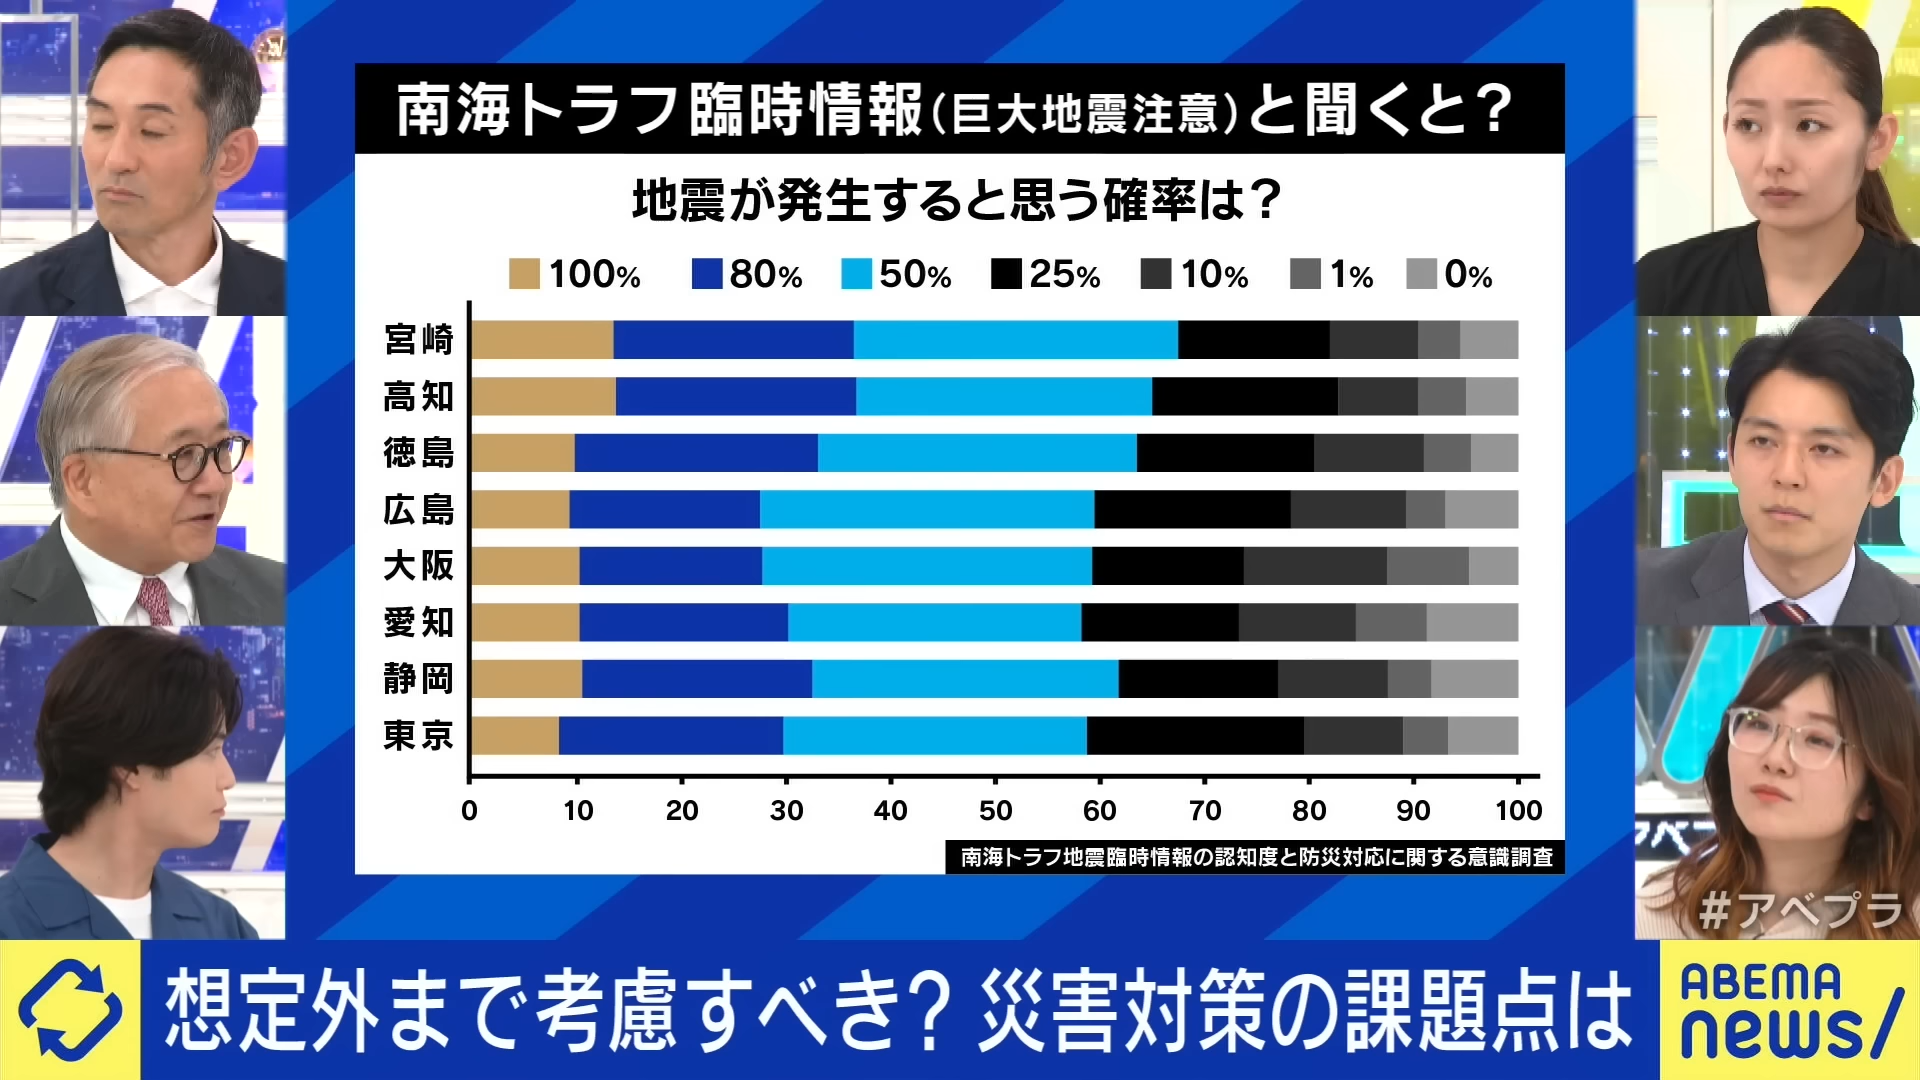 南海トラフ臨時情報(巨大地震注意)と聞くと?
地震が発生すると思う確率は?
100% 80% 50% 25% 10% 1% 0%
宮崎
高知
徳島
広島
大阪
愛知
静岡
東京
0 10 20 30 40 50 60 70 80 90 100
南海トラフ地震臨時情報の認知度と防災対応に関する意識調査
#アベプラ
想定外まで考慮すべき? 災害対策の課題点は
ABEMA
news/